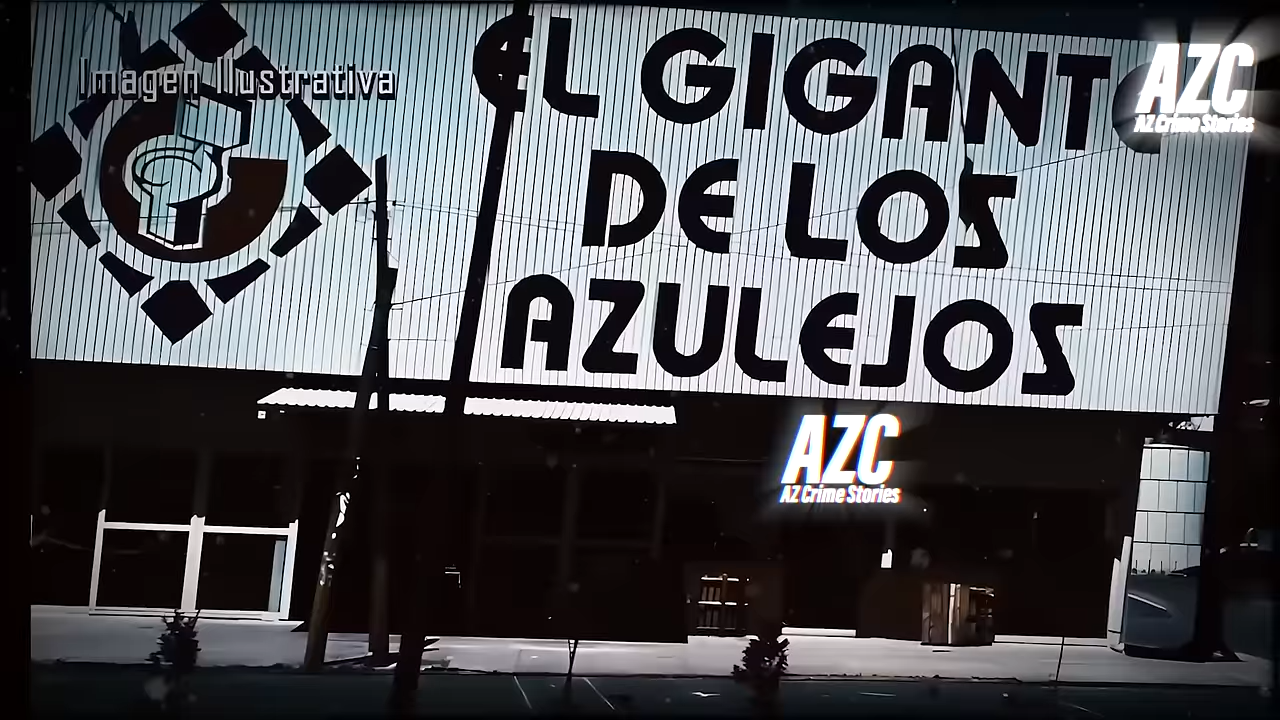 Imagen Ilustrativa
EL GIGANTE
DE LOS
AZULEJOS
AZC
AZ Crime Stories
AZC
AZ Crime Stories